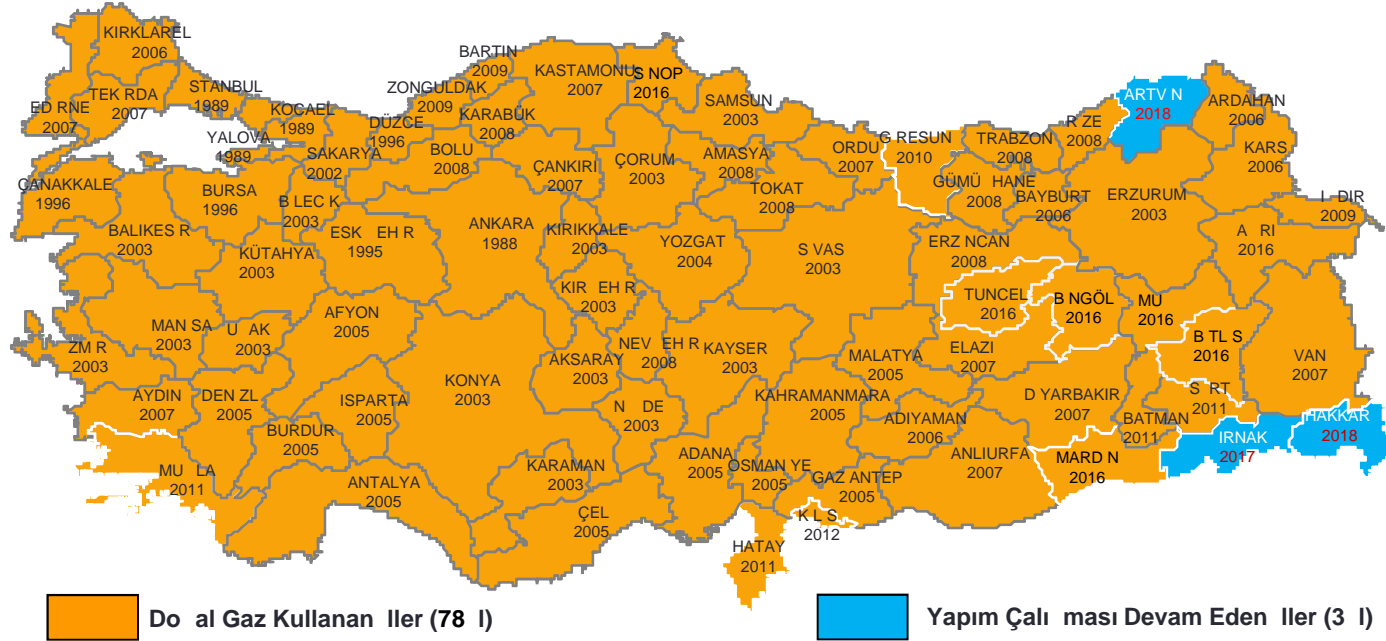 KIRKLAREL
2006
TEK RDA
2007
ED RNE
2007
STANBUL
1989
KOCAEL
1989
YALOVA
1989
SAKARYA
2002
DÜZCE
1996
ZONGULDAK
2009
BARTIN
2009
KARABÜK
2008
BOLU
2008
KASTAMONU
2007
S NOP
2016
SAMSUN
2003
ÇANKIRI
2007
ÇORUM
2003
AMASYA
2008
TOKAT
2008
ORDU
2007
G RESUN
2010
TRABZON
2008
GÜMÜ HANE
2008
BAYBURT
2006
R ZE
2008
ARTV N
2018
ARDAHAN
2006
KARS
2006
I DIR
2009
A RI
2016
ERZURUM
2003
ERZ NCAN
2008
ÇANAKKALE
1996
BALIKES R
2003
BURSA
1996
B LEC K
2003
ESK EH R
1995
KÜTAHYA
2003
ANKARA
1988
KIRIKKALE
2003
YOZGAT
2004
S VAS
2003
KIR EH R
2003
TUNCEL
2016
B NGÖL
2016
MU
2016
B TL S
2016
VAN
2007
MAN SA
2003
U AK
2003
AFYON
2005
ZM R
2003
AYDIN
2007
DEN ZL
2005
BURDUR
2005
ISPARTA
2005
KONYA
2003
AKSARAY
2003
NEV EH R
2008
N DE
2003
KAYSER
2003
MALATYA
2005
ELAZI
2007
KAHRAMANMARA
2005
ADIYAMAN
2006
D YARBAKIR
2007
BATMAN
2011
S RT
2011
IRNAK
2017
HAKKAR
2018
MARD N
2016
ANLIURFA
2007
MU LA
2011
ANTALYA
2005
KARAMAN
2003
ÇEL
2005
ADANA
2005
OSMAN YE
2005
GAZ ANTEP
2005
K L S
2012
HATAY
2011
Do al Gaz Kullanan ller (78 l)
Yapım Çalı ması Devam Eden ller (3 l)